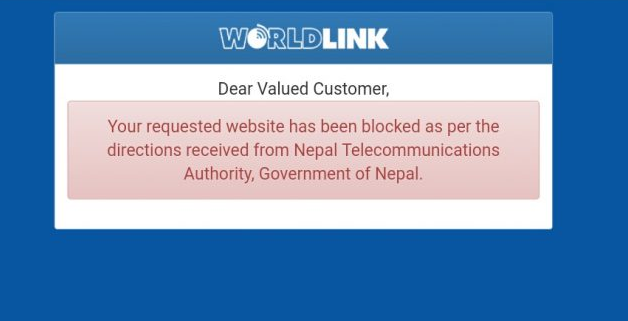 WORLDLINK
Dear Valued Customer,
Your requested website has been blocked as per the
directions received from Nepal Telecommunications
Authority, Government of Nepal.